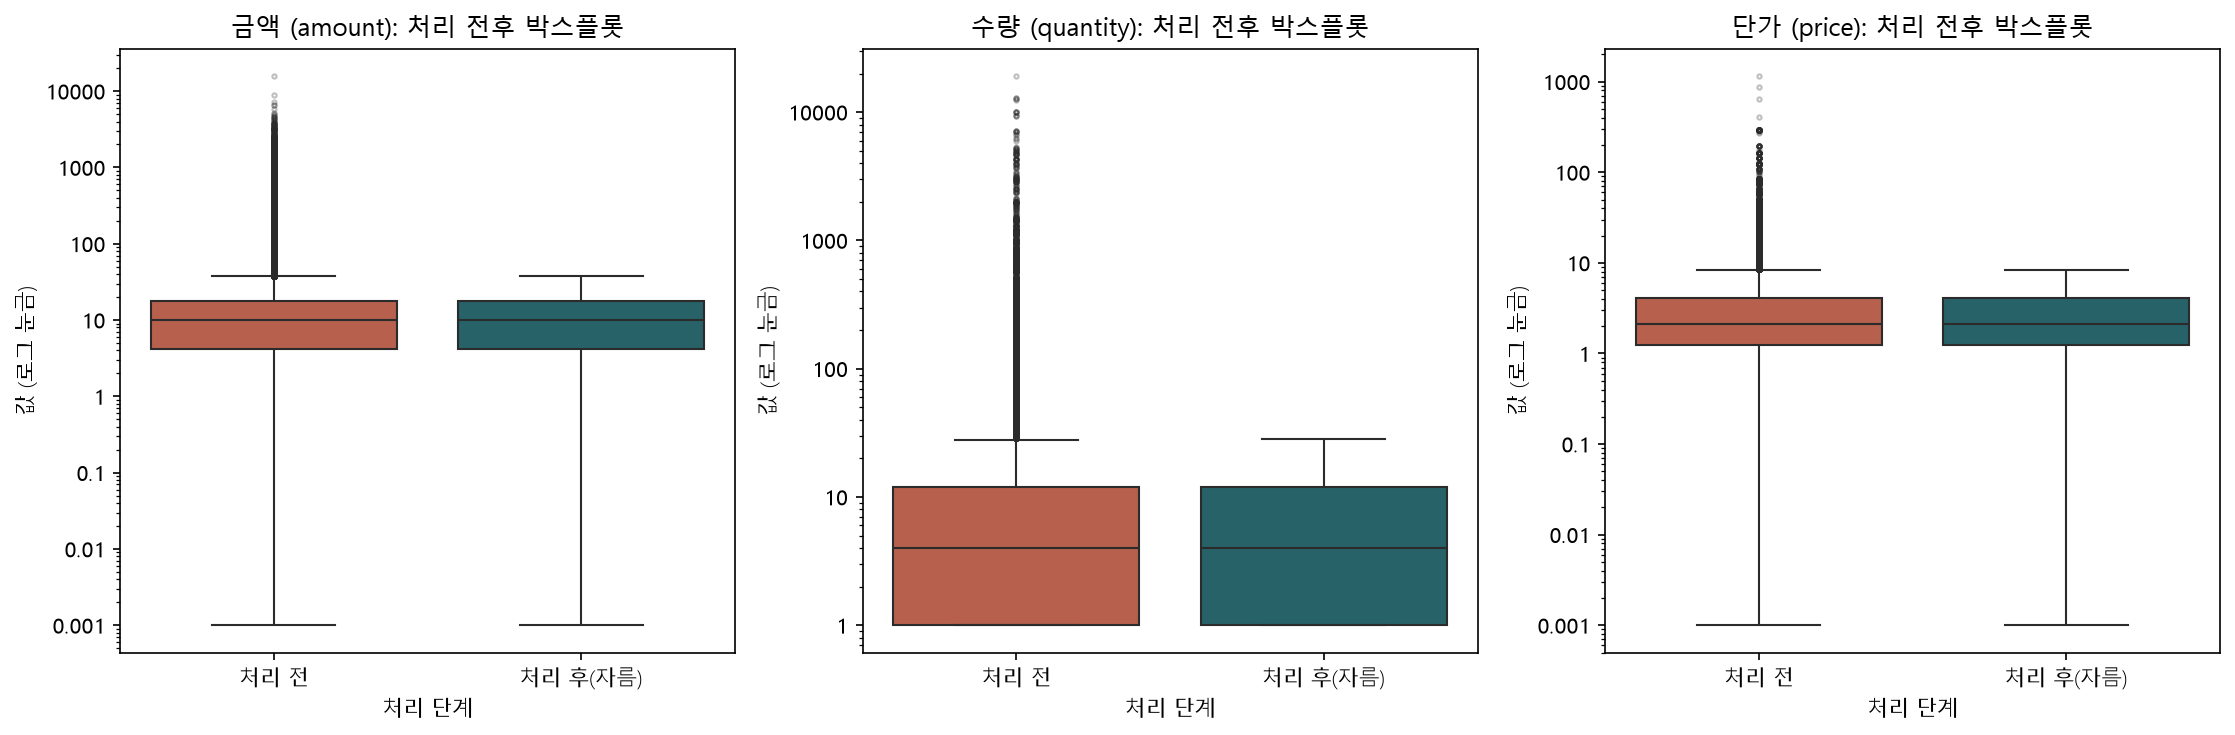 금액 (amount): 처리 전후 박스플롯
값 (로그 눈금)
10000
1000
100
10
1
0.1
0.01
0.001
처리 전
처리 후(자름)
처리 단계
수량 (quantity): 처리 전후 박스플롯
값 (로그 눈금)
10000
1000
100
10
1
처리 전
처리 후(자름)
처리 단계
단가 (price): 처리 전후 박스플롯
값 (로그 눈금)
1000
100
10
1
0.1
0.01
0.001
처리 전
처리 후(자름)
처리 단계